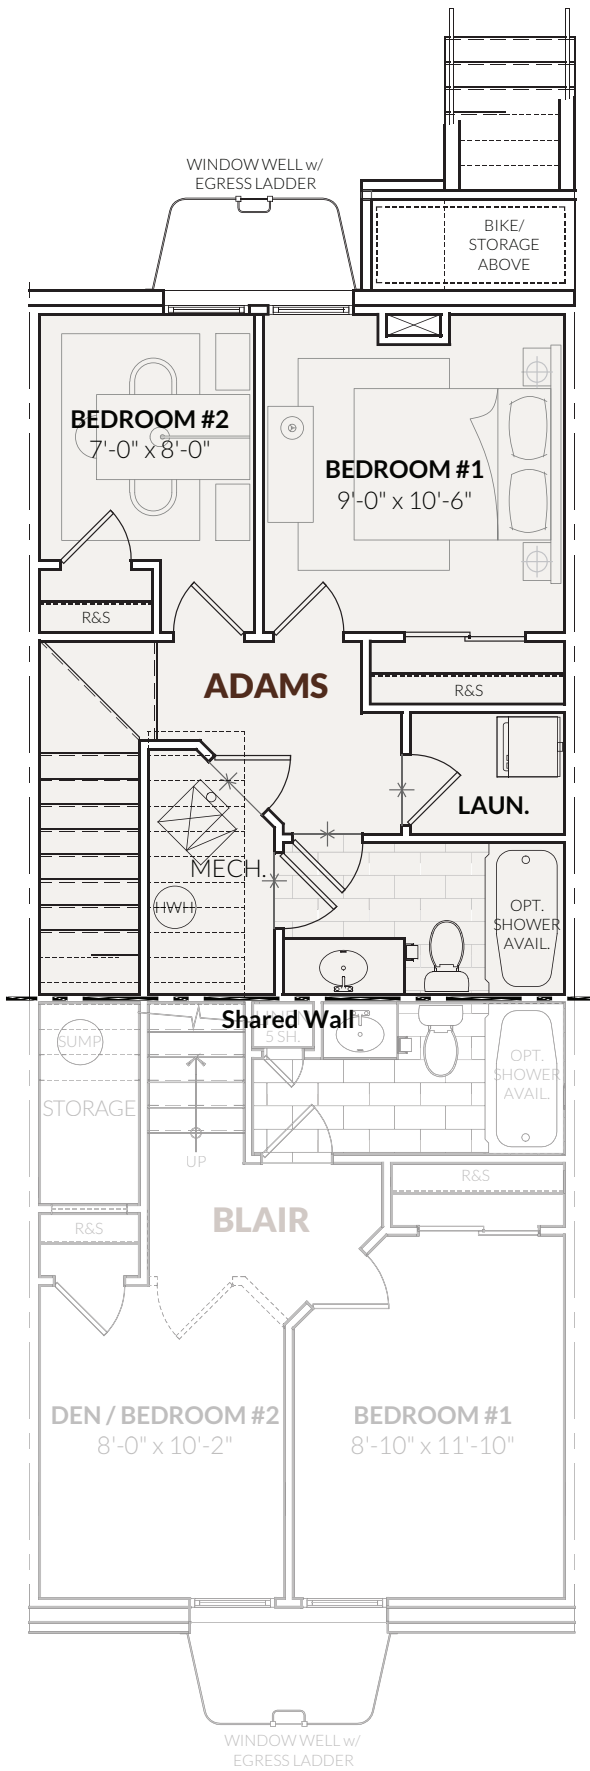 WINDOW WELL w/
EGRESS LADDER
BIKE/
STORAGE
ABOVE
BEDROOM #2
7'-0" x 8'-0"
BEDROOM #1
9'-0" x 10'-6"
R&S
ADAMS
R&S
LAUN.
MECH.
HWH
OPT.
SHOWER
AVAIL.
Shared Wall
LINEN
5 SH.
SUMP
OPT.
SHOWER
AVAIL.
STORAGE
UP
R&S
BLAIR
R&S
DEN / BEDROOM #2
8'-0" x 10'-2"
BEDROOM #1
8'-10" x 11'-10"
WINDOW WELL w/
EGRESS LADDER